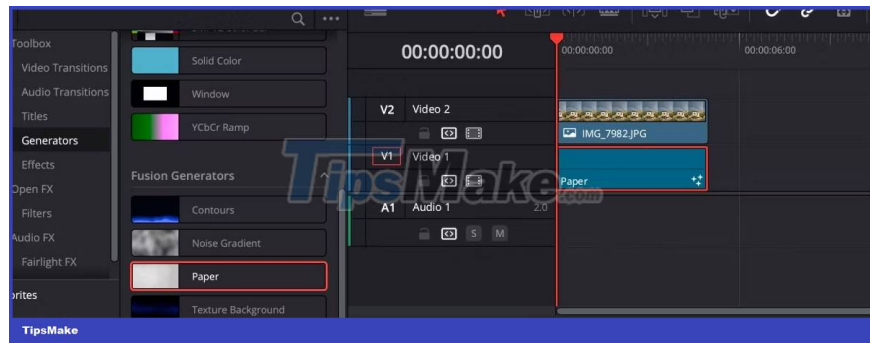 Toolbox
Video Transitions
Audio Transitions
Titles
Generators
Effects
Open FX
Filters
Audio FX
Fairlight FX
Solid Color
Window
YCbCr Ramp
Fusion Generators
Contours
Noise Gradient
Paper
Texture Background
00:00:00:00
00:00:00:00
00:00:06:00
V2 Video 2
IMG_7982.JPG
V1 Video 1
Paper
A1 Audio 1 2.0
S M
TipsMake.com
TipsMake